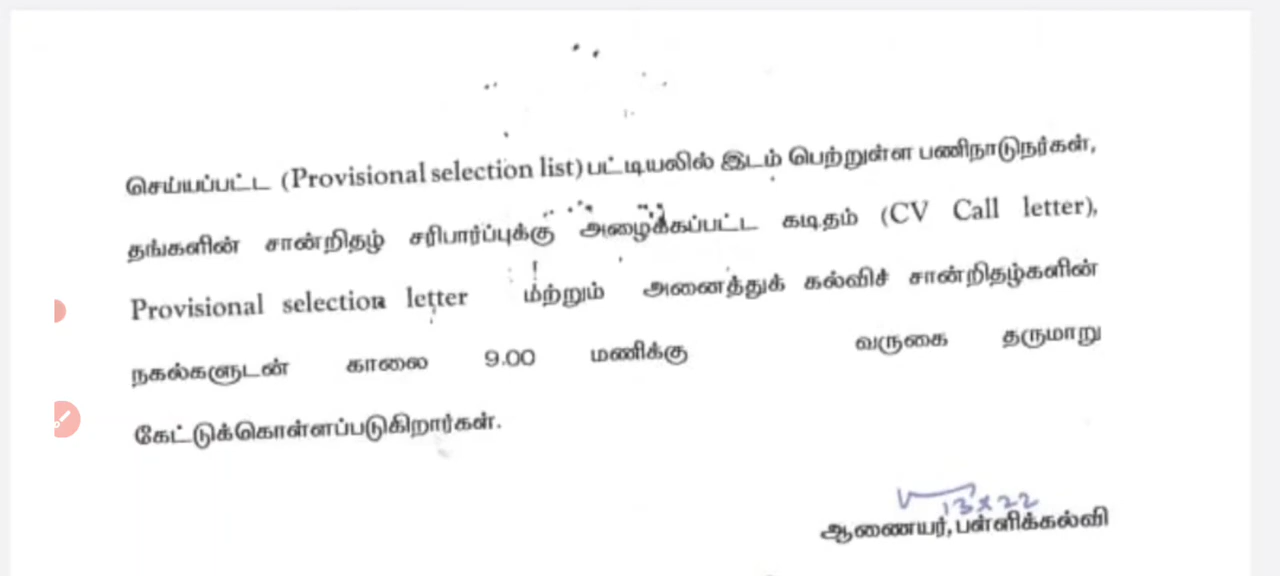 செய்யப்பட்ட (Provisional selection list) பட்டியலில் இடம் பெற்றுள்ள பணிநாடுநர்கள்,
தங்களின் சான்றிதழ் சரிபார்ப்புக்கு அழைக்கப்பட்ட கடிதம் (CV Call letter),
Provisional selection letter மற்றும் அனைத்துக் கல்விச் சான்றிதழ்களின்
நகல்களுடன் காலை 9.00 மணிக்கு வருகை தருமாறு
கேட்டுக்கொள்ளப்படுகிறார்கள்.
13 X 22
ஆணையர், பள்ளிக்கல்வி